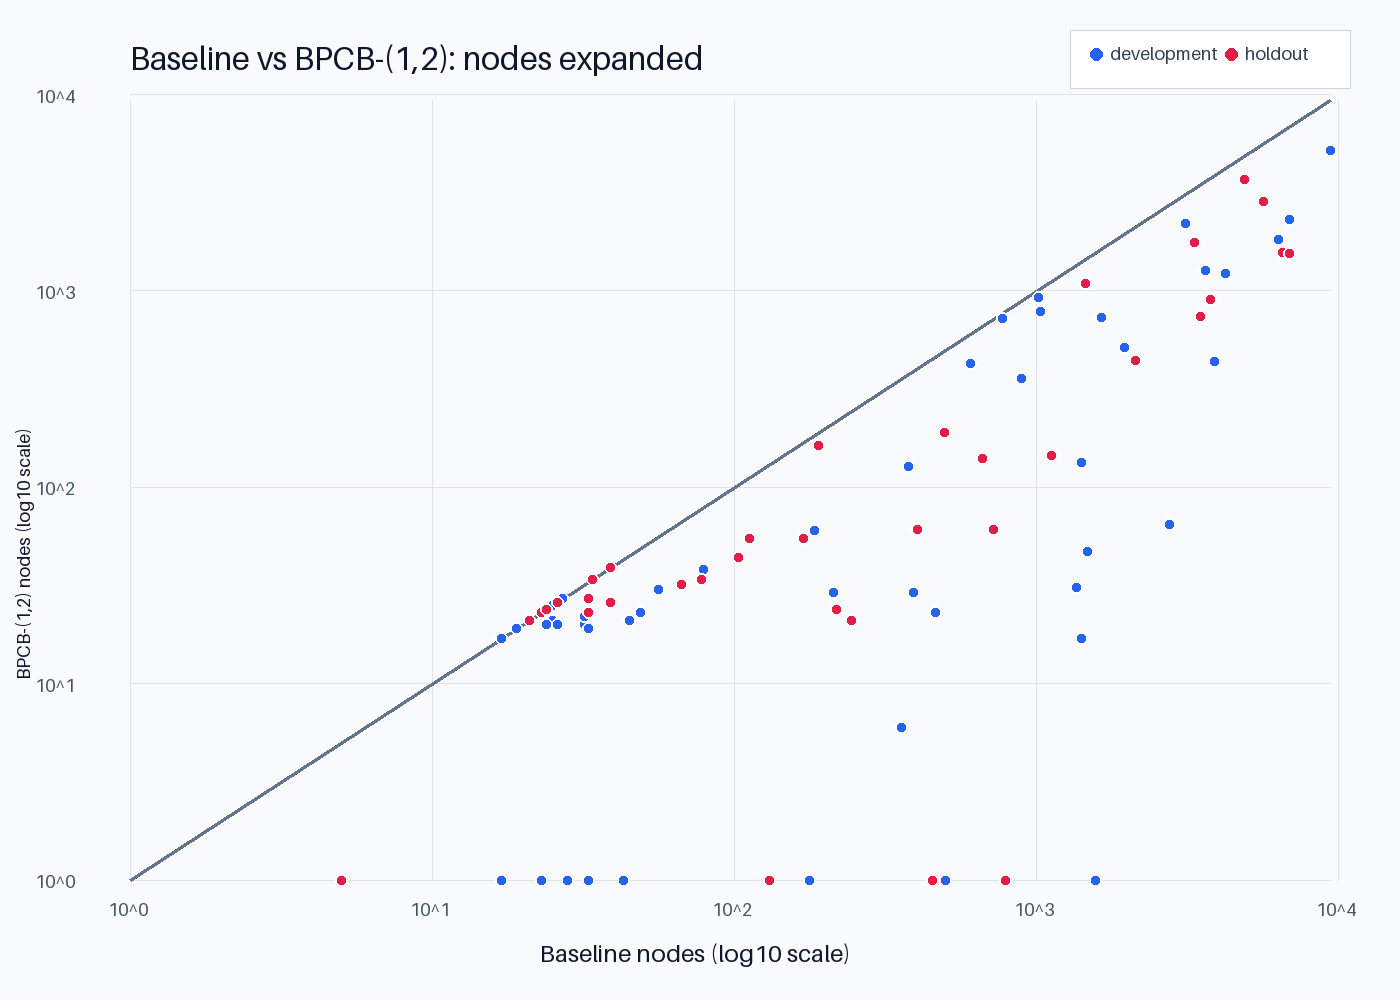 Baseline vs BPCB-(1,2): nodes expanded
development
holdout
10^4
10^3
10^2
10^1
10^0
BPCB-(1,2) nodes (log10 scale)
10^0
10^1
10^2
10^3
10^4
Baseline nodes (log10 scale)